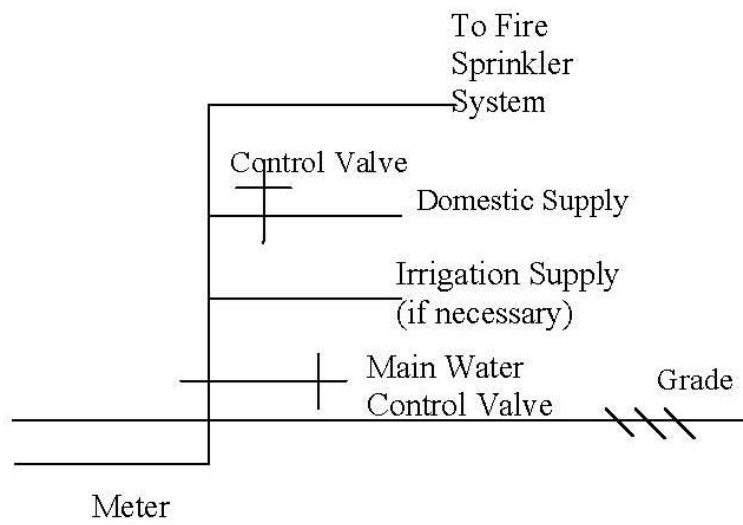 To Fire
Sprinkler
System
Control Valve
Domestic Supply
Irrigation Supply
(if necessary)
Main Water
Control Valve
Grade
Meter